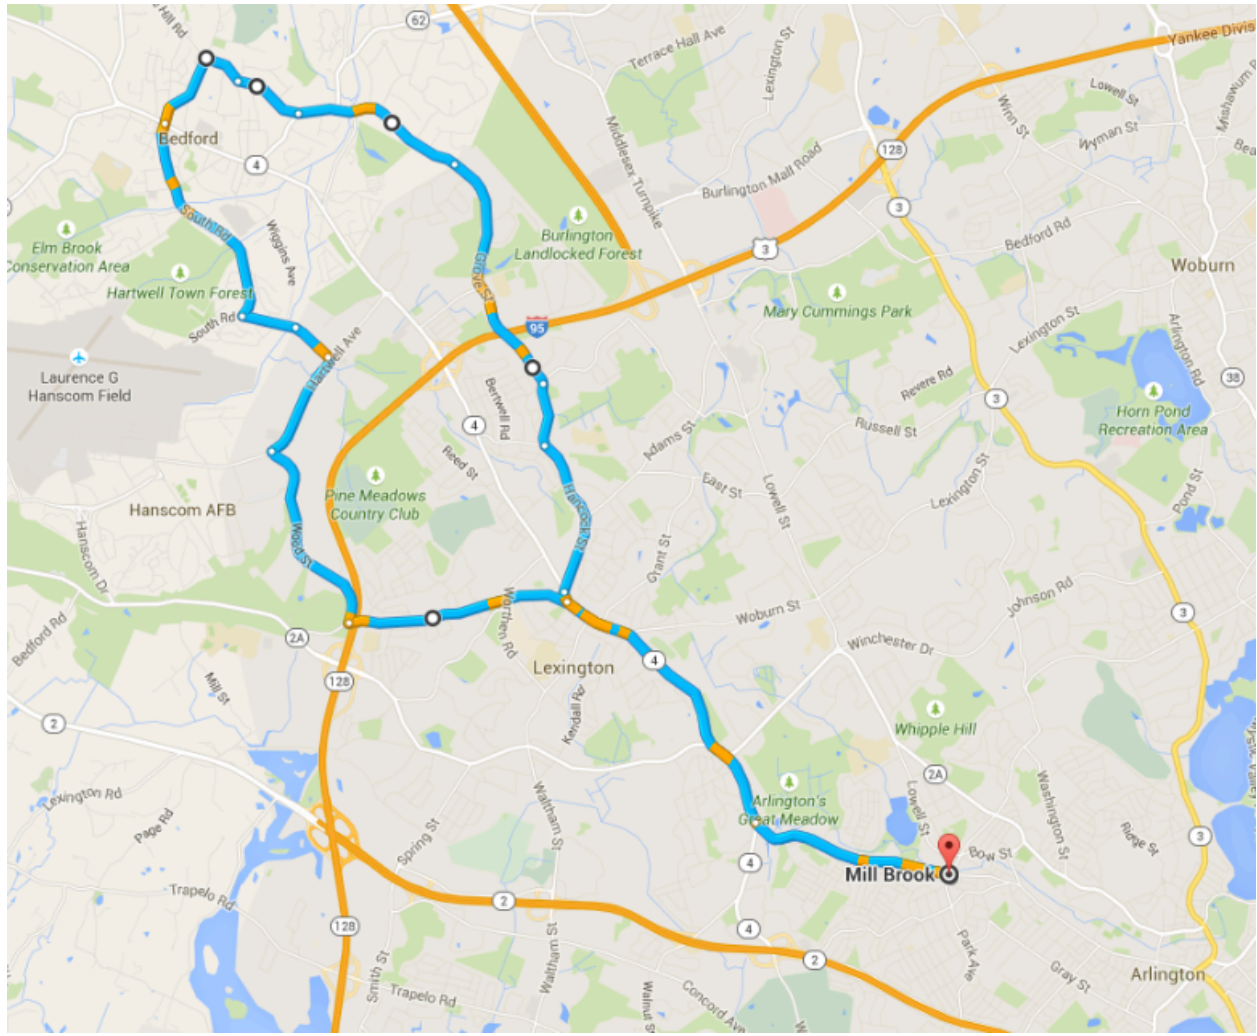 Hill Rd
62
Terrace Hall Ave
Lexington St
Yankee Divis
Lowell St
Winn St
Wyman St
Mishawum Rd
Bea
Bedford
4
Middlesex Turnpike
128
Burlington Mall Road
3
South Rd
Wiggins Ave
Elm Brook
Conservation Area
Hartwell Town Forest
South Rd
Grove St
Burlington
Landlocked Forest
3
Bedford Rd
Woburn
Mary Cummings Park
Lexington St
Arlington Rd
95
Laurence G
Hanscom Field
Hartwell Ave
Bertwell Rd
Revere Rd
38
3
Horn Pond
Recreation Area
4
Adams St
Russell St
Reed St
East St
Lowell St
Lexington St
Pond St
Pine Meadows
Country Club
Hanscom AFB
Hancock St
Hanscom Dr
Wood St
Grant St
Johnson Rd
Worthen Rd
Woburn St
3
Bedford Rd
2A
Winchester Dr
Lexington
4
Mill St
128
Kendall Rd
2
Whipple Hill
2A
Lexington Rd
Page Rd
Arlington's
Great Meadow
Lowell St
Washington St
Waltham St
Spring St
Ridge St
3
Bow St
4
Mill Brook
Trapelo Rd
2
128
4
Smith St
Waltham St
2
Park Ave
Gray St
Arlington
Trapelo Rd
Walnut S
Concord Ave